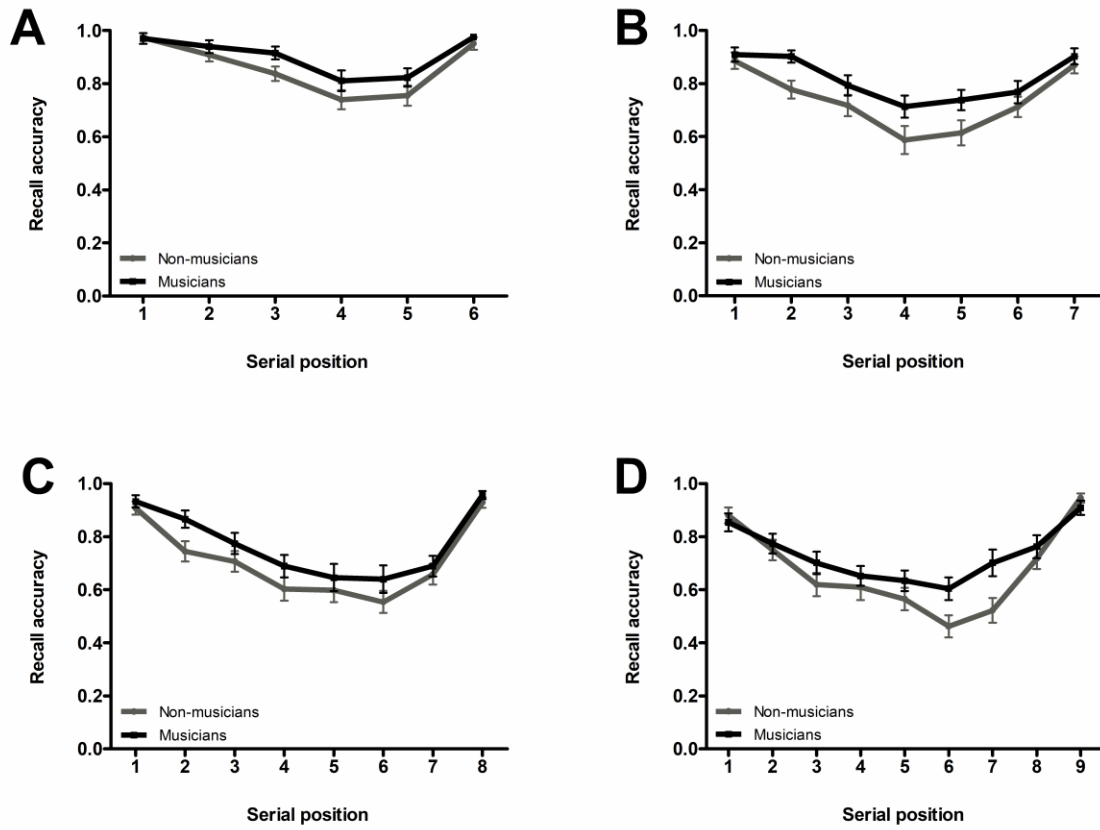 A
1.0
0.8
0.6
0.4
0.2
0.0
Recall accuracy
Non-musicians
Musicians
1 2 3 4 5 6
Serial position
B
1.0
0.8
0.6
0.4
0.2
0.0
Recall accuracy
Non-musicians
Musicians
1 2 3 4 5 6 7
Serial position
C
1.0
0.8
0.6
0.4
0.2
0.0
Recall accuracy
Non-musicians
Musicians
1 2 3 4 5 6 7 8
Serial position
D
1.0
0.8
0.6
0.4
0.2
0.0
Recall accuracy
Non-musicians
Musicians
1 2 3 4 5 6 7 8 9
Serial position